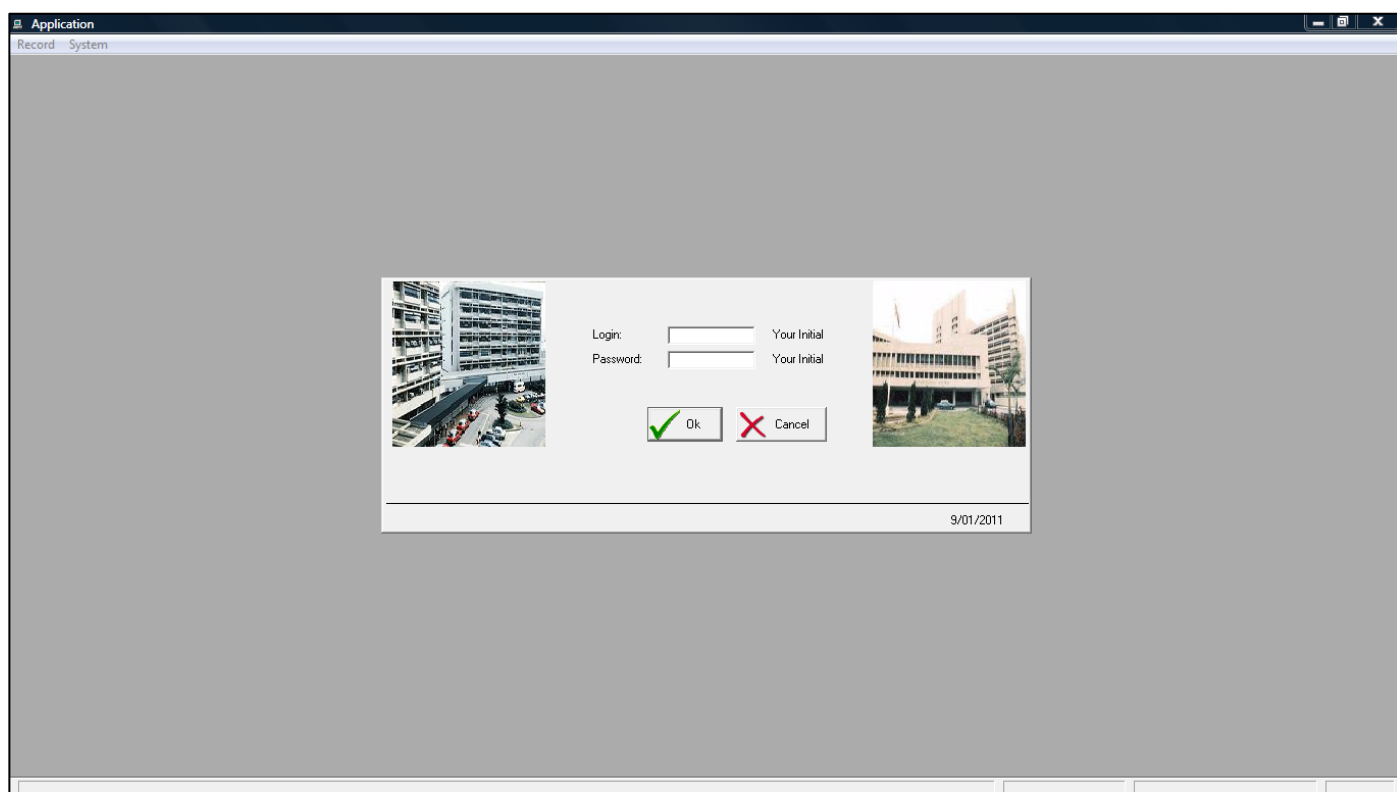 Application
Record System
Login: Your Initial
Password: Your Initial
Ok Cancel
9/01/2011